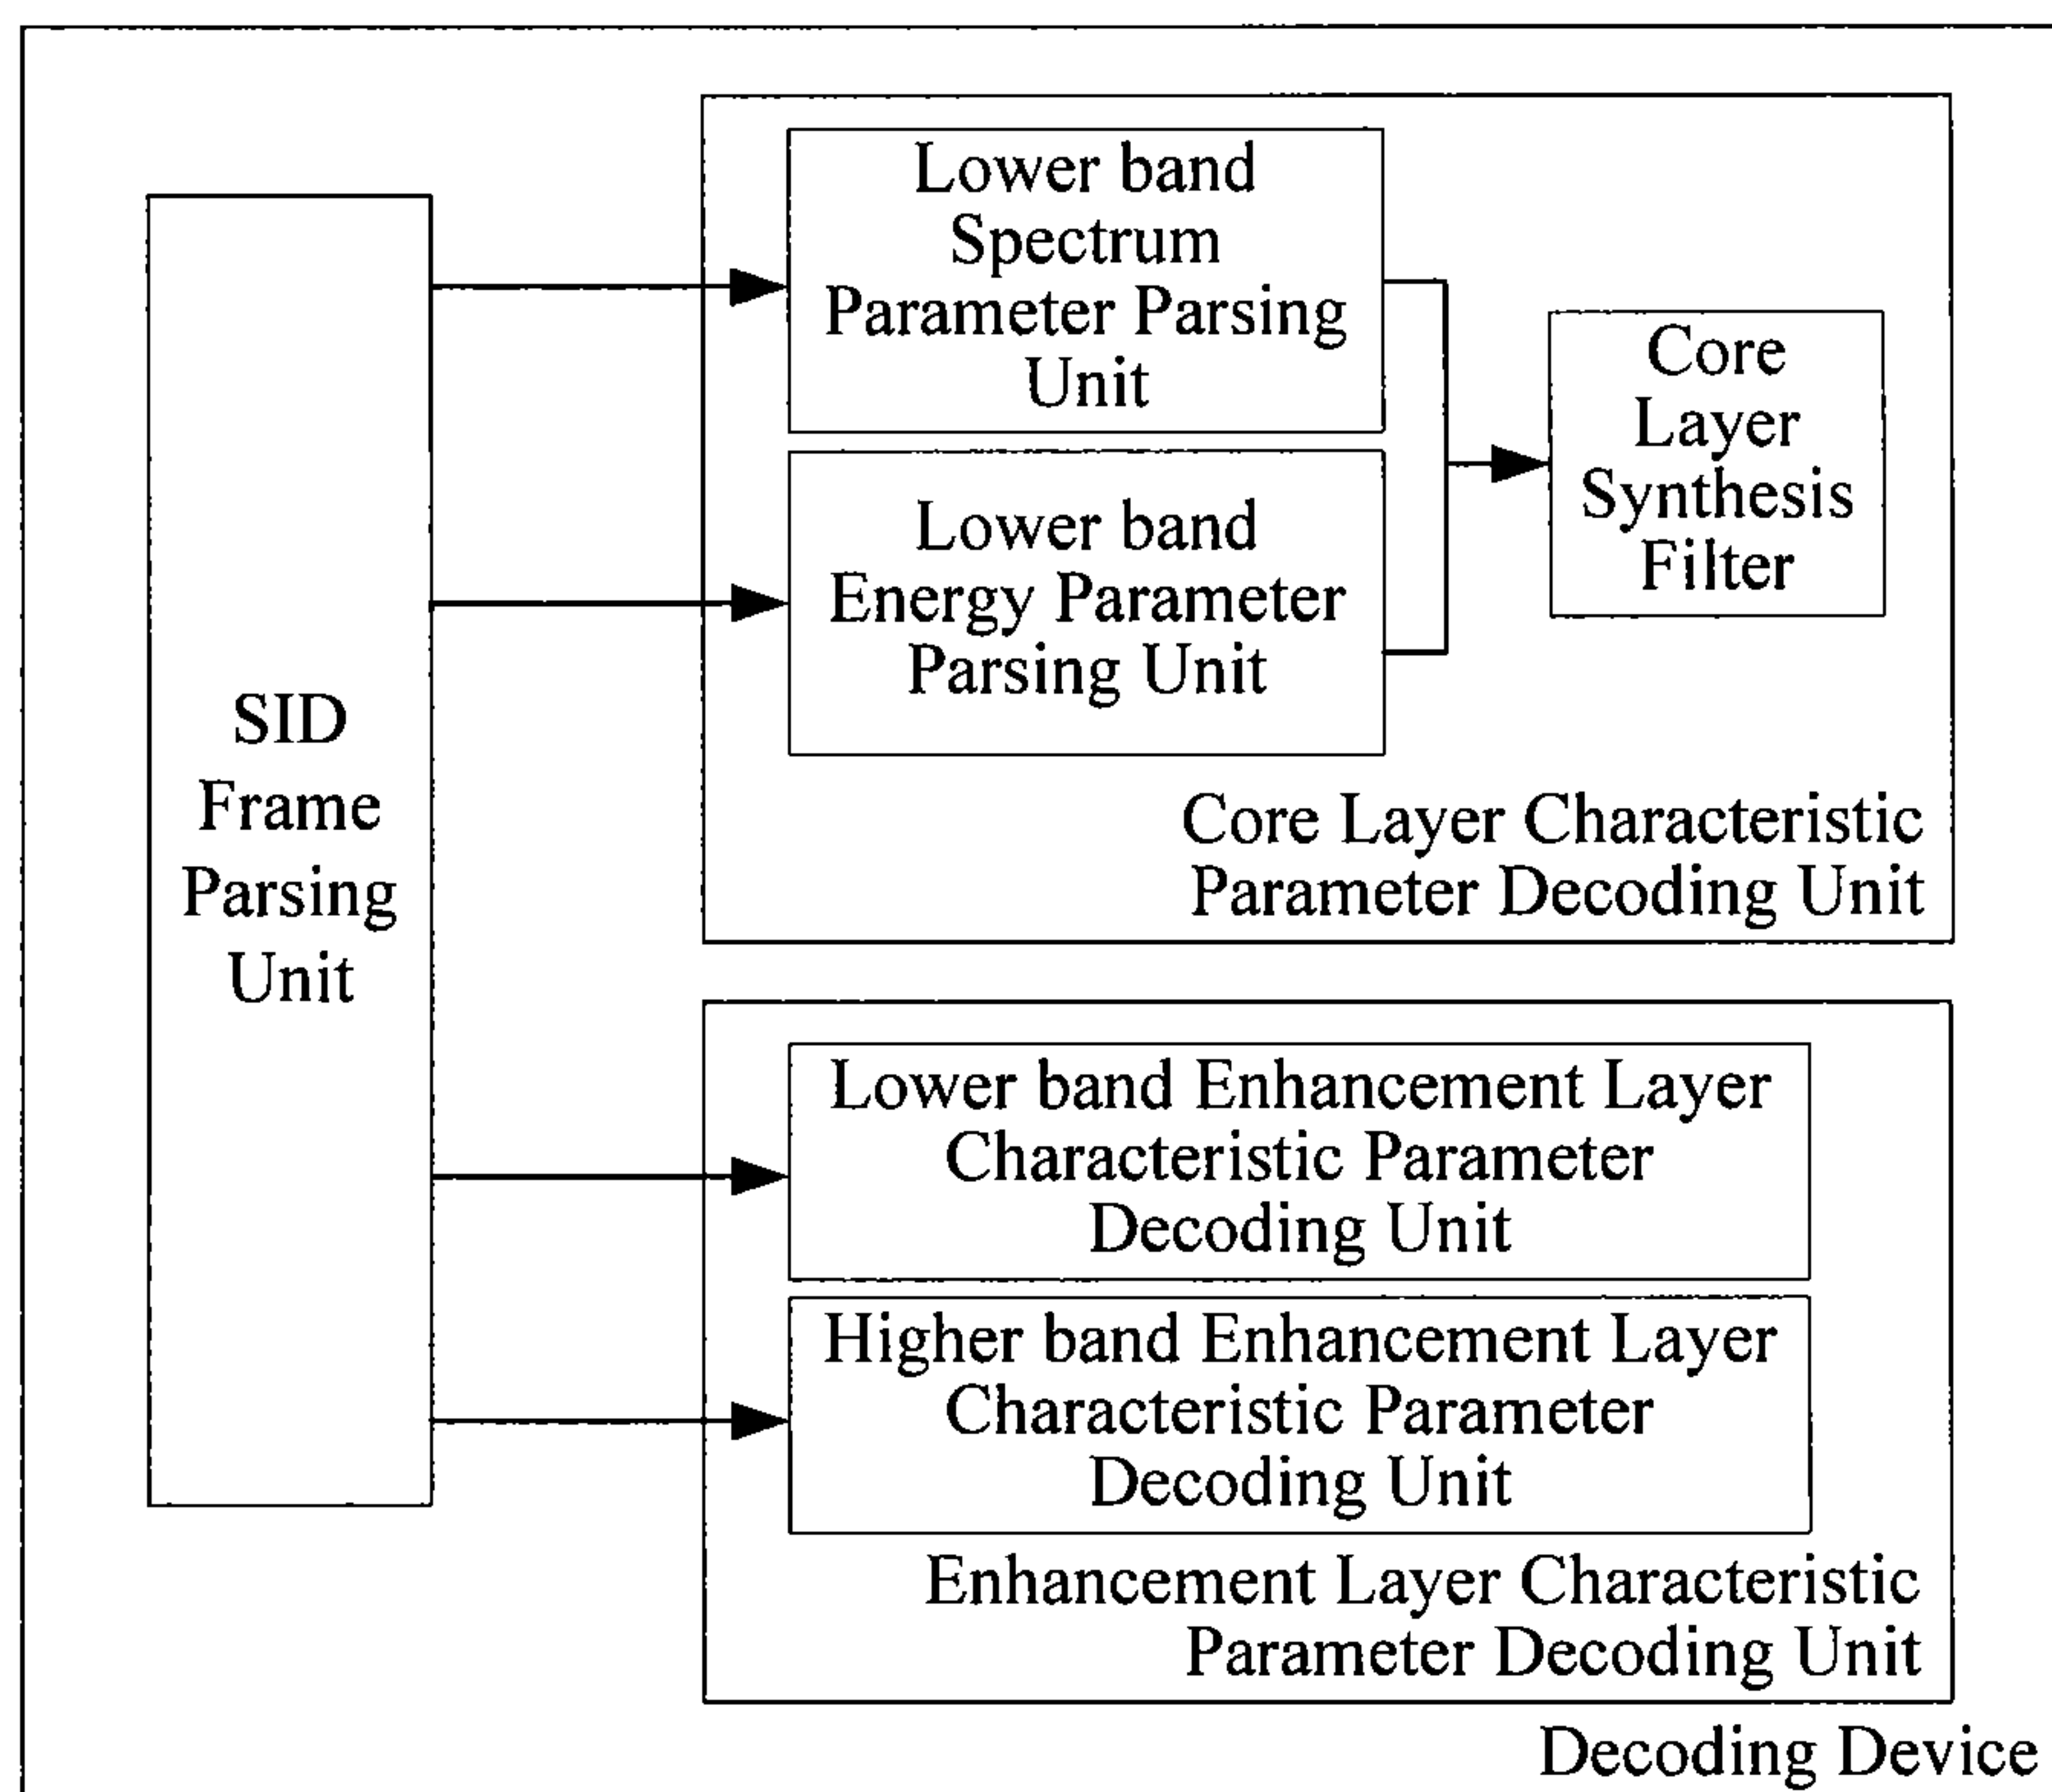 SID
Frame
Parsing
Unit
Lower band
Spectrum
Parameter Parsing
Unit
Lower band
Energy Parameter
Parsing Unit
Core
Layer
Synthesis
Filter
Core Layer Characteristic
Parameter Decoding Unit
Lower band Enhancement Layer
Characteristic Parameter
Decoding Unit
Higher band Enhancement Layer
Characteristic Parameter
Decoding Unit
Enhancement Layer Characteristic
Parameter Decoding Unit
Decoding Device